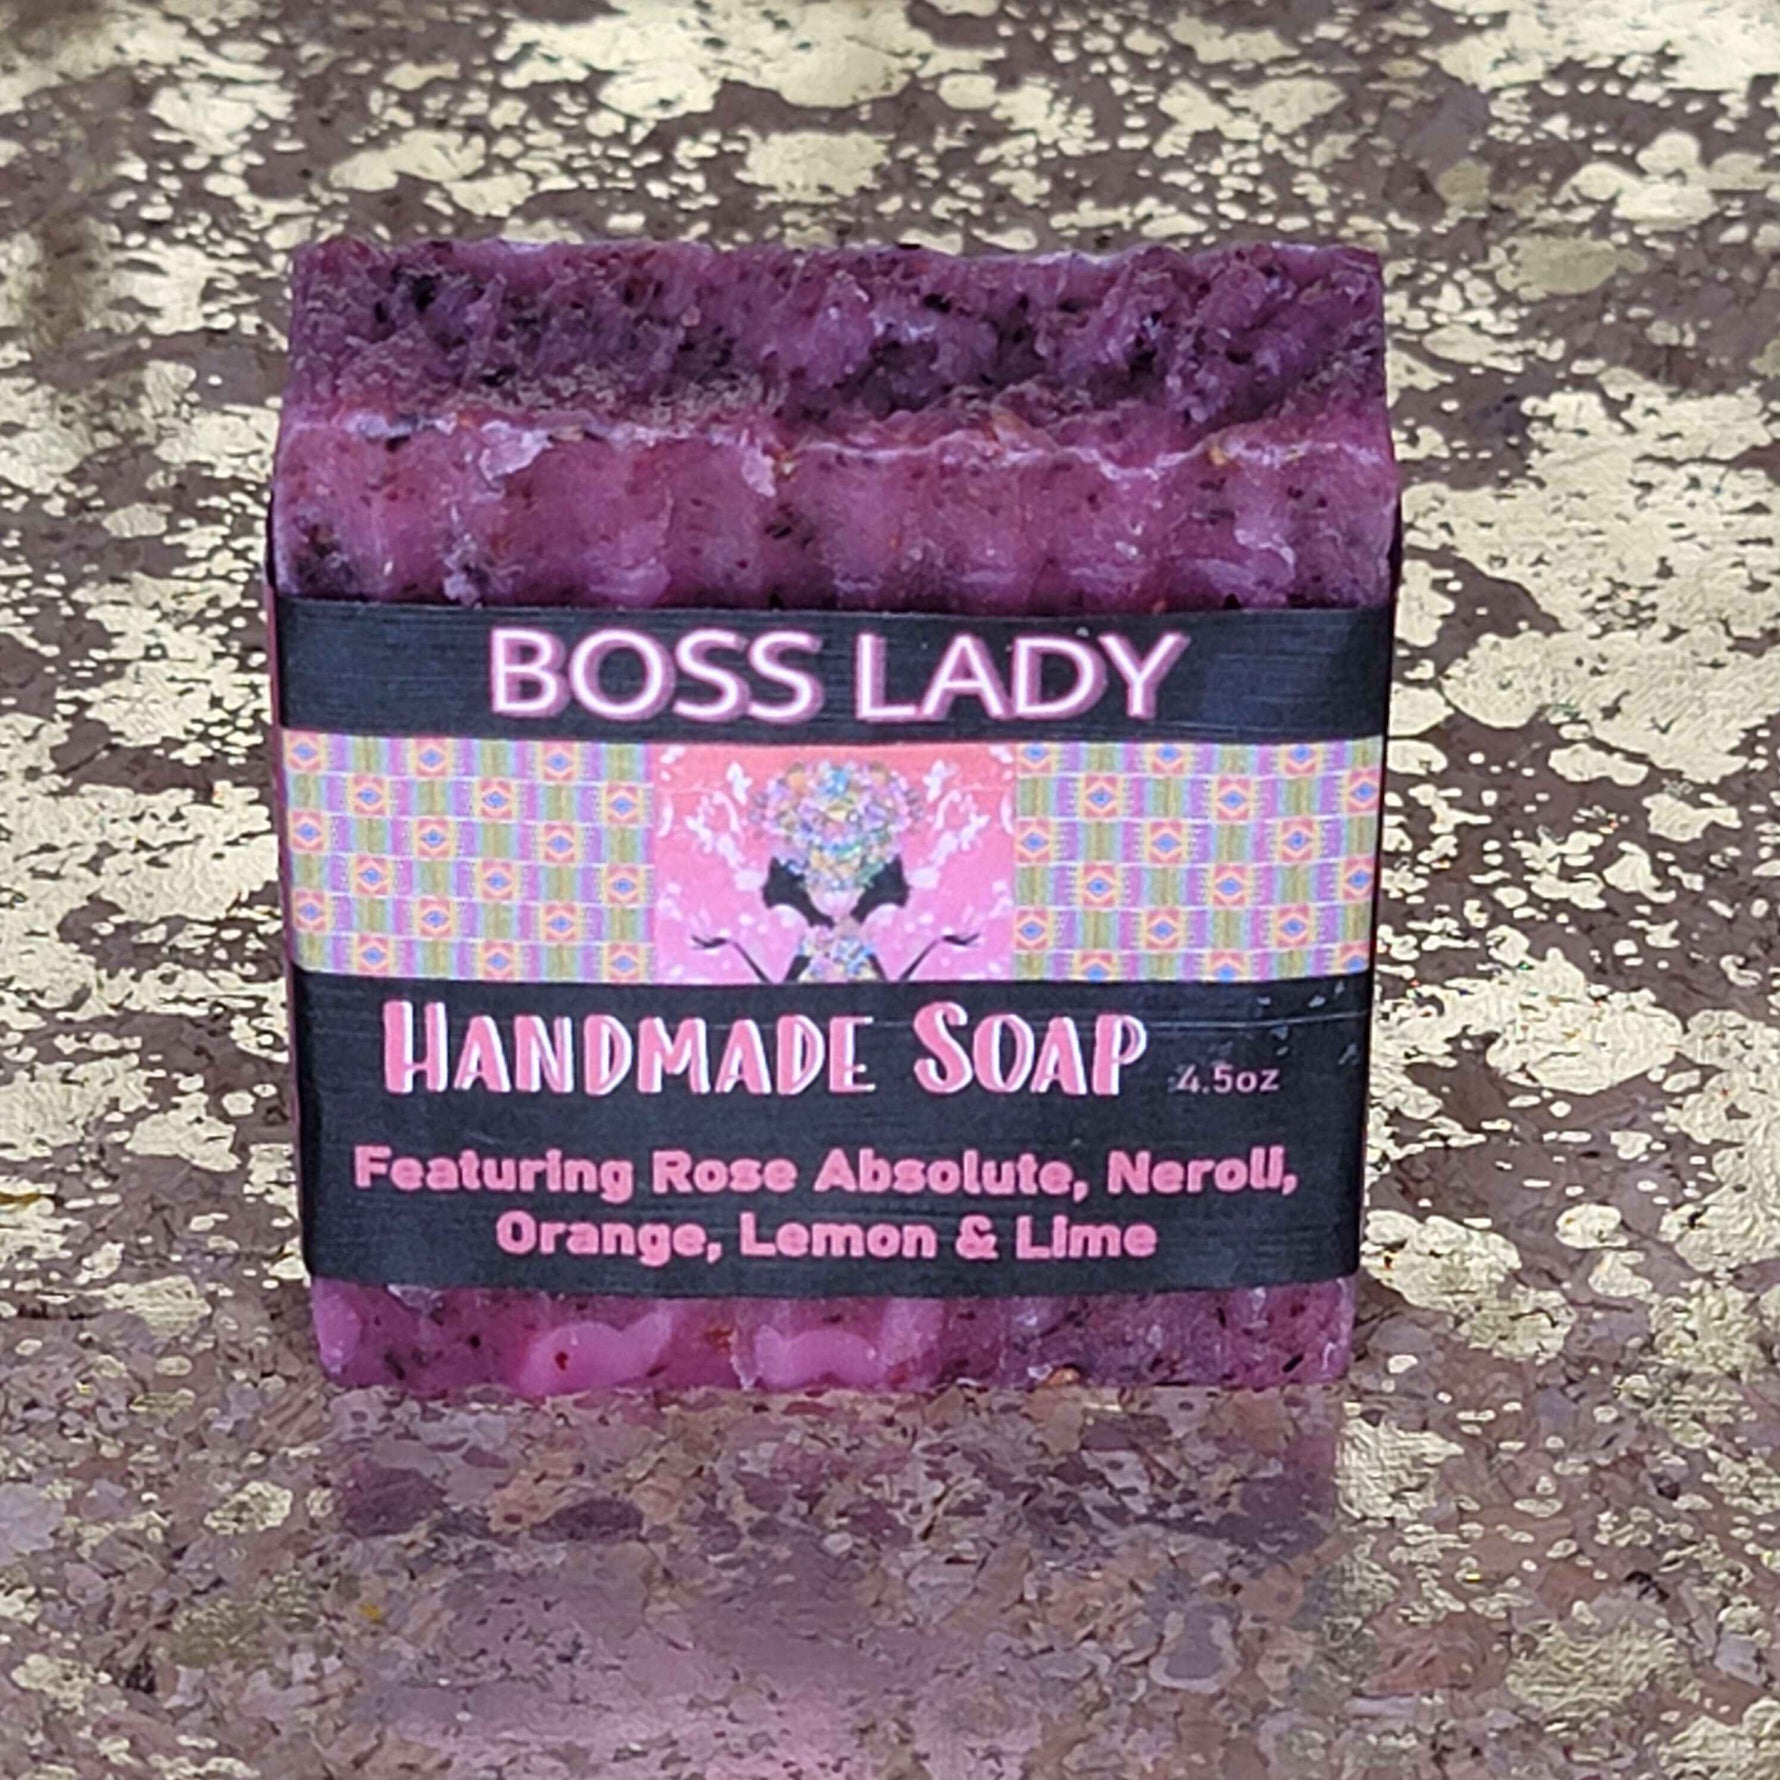 BOSS LADY
HANDMADE SOAP 4.5oz
Featuring Rose Absolute, Neroli,
Orange, Lemon & Lime